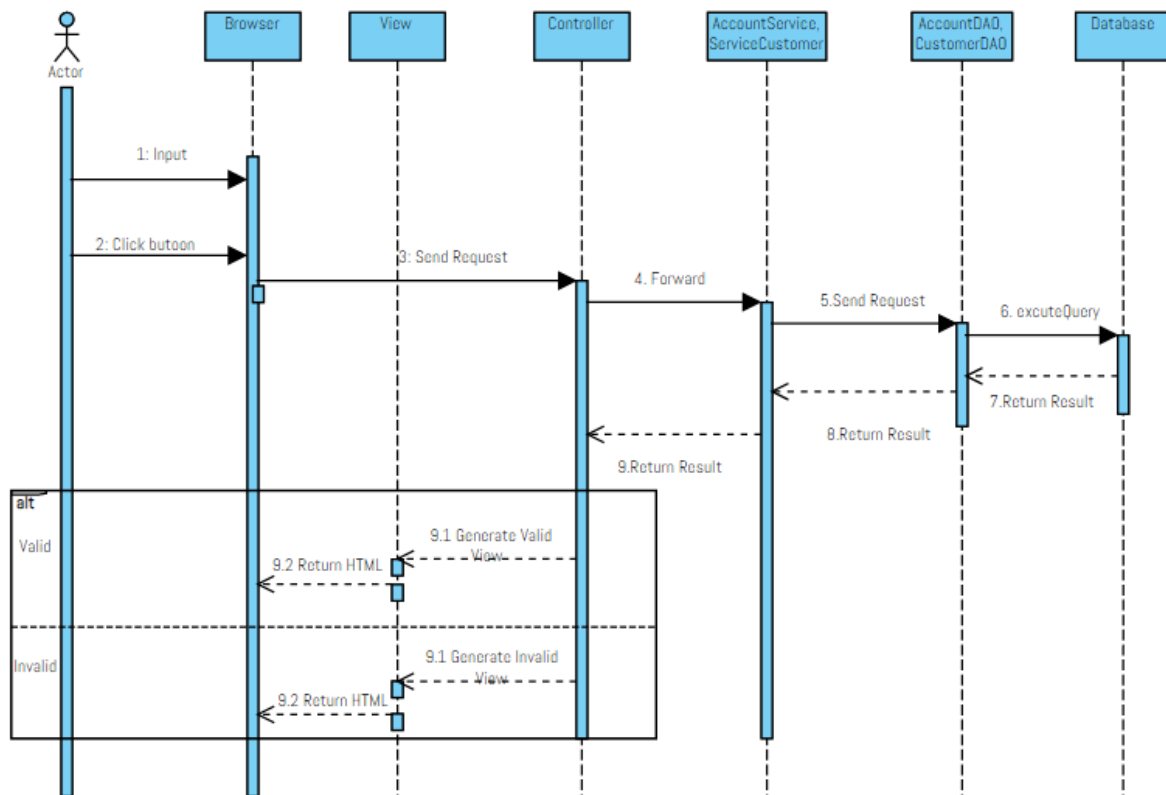 Actor
Browser
View
Controller
AccountService,
ServiceCustomer
AccountDAO,
CustomerDAO
Database
1: Input
2: Click butoon
3: Send Request
4. Forward
5.Send Request
6. excuteQuery
7.Return Result
8.Return Result
9.Return Result
alt
Valid
9.1 Generate Valid
View
9.2 Return HTML
Invalid
9.1 Generate Invalid
View
9.2 Return HTML